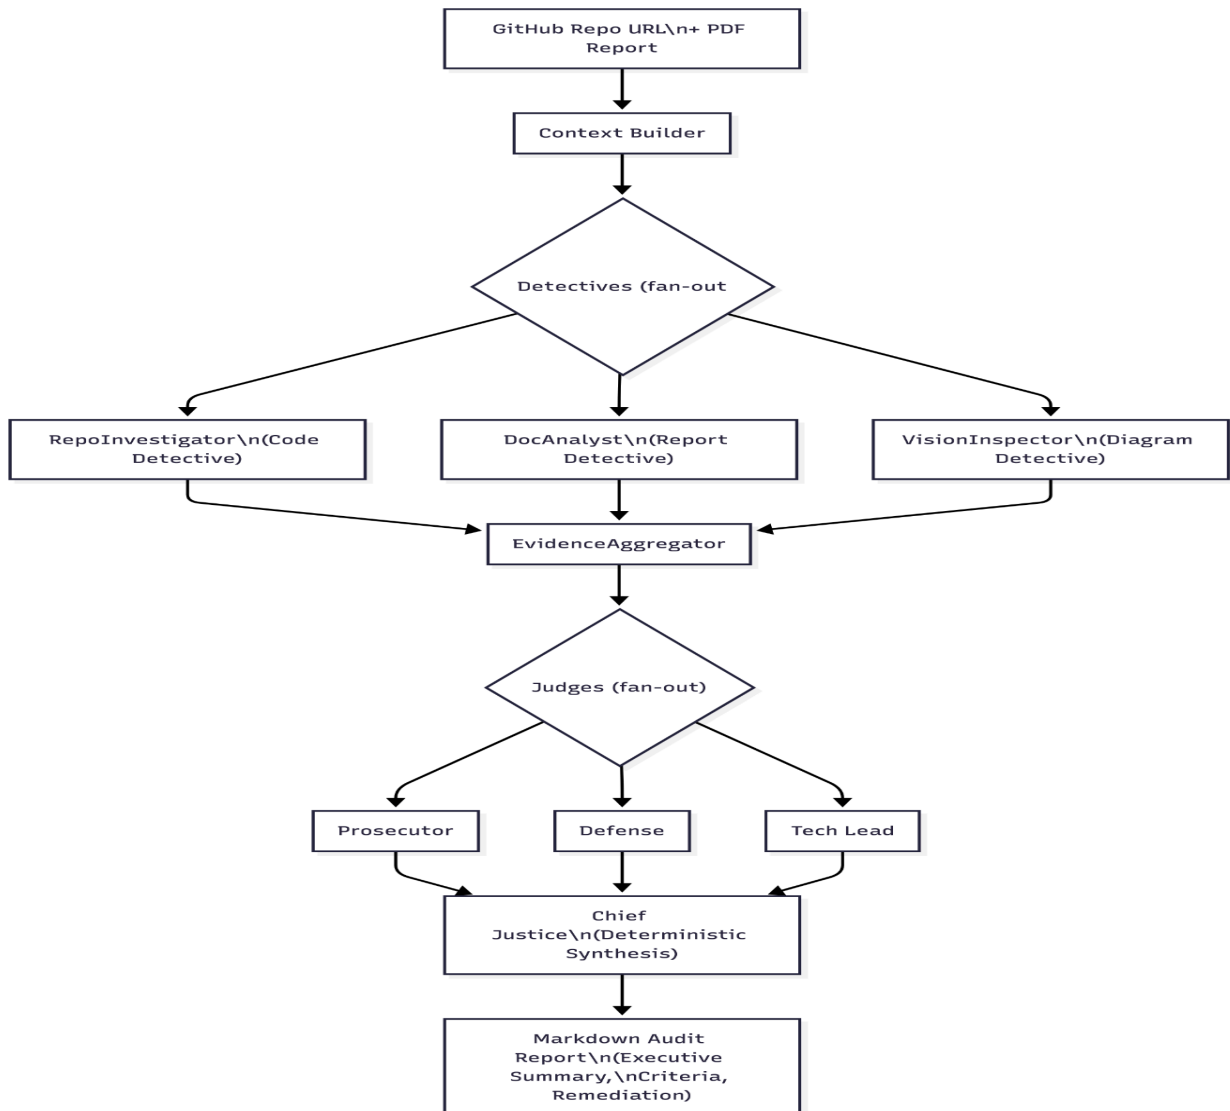 GitHub Repo URL\n+ PDF
Report
Context Builder
Detectives (fan-out
RepoInvestigator\n(Code
Detective)
DocAnalyst\n(Report
Detective)
VisionInspector\n(Diagram
Detective)
EvidenceAggregator
Judges (fan-out)
Prosecutor
Defense
Tech Lead
Chief
Justice\n(Deterministic
Synthesis)
Markdown Audit
Report\n(Executive
Summary,\nCriteria,
Remediation)